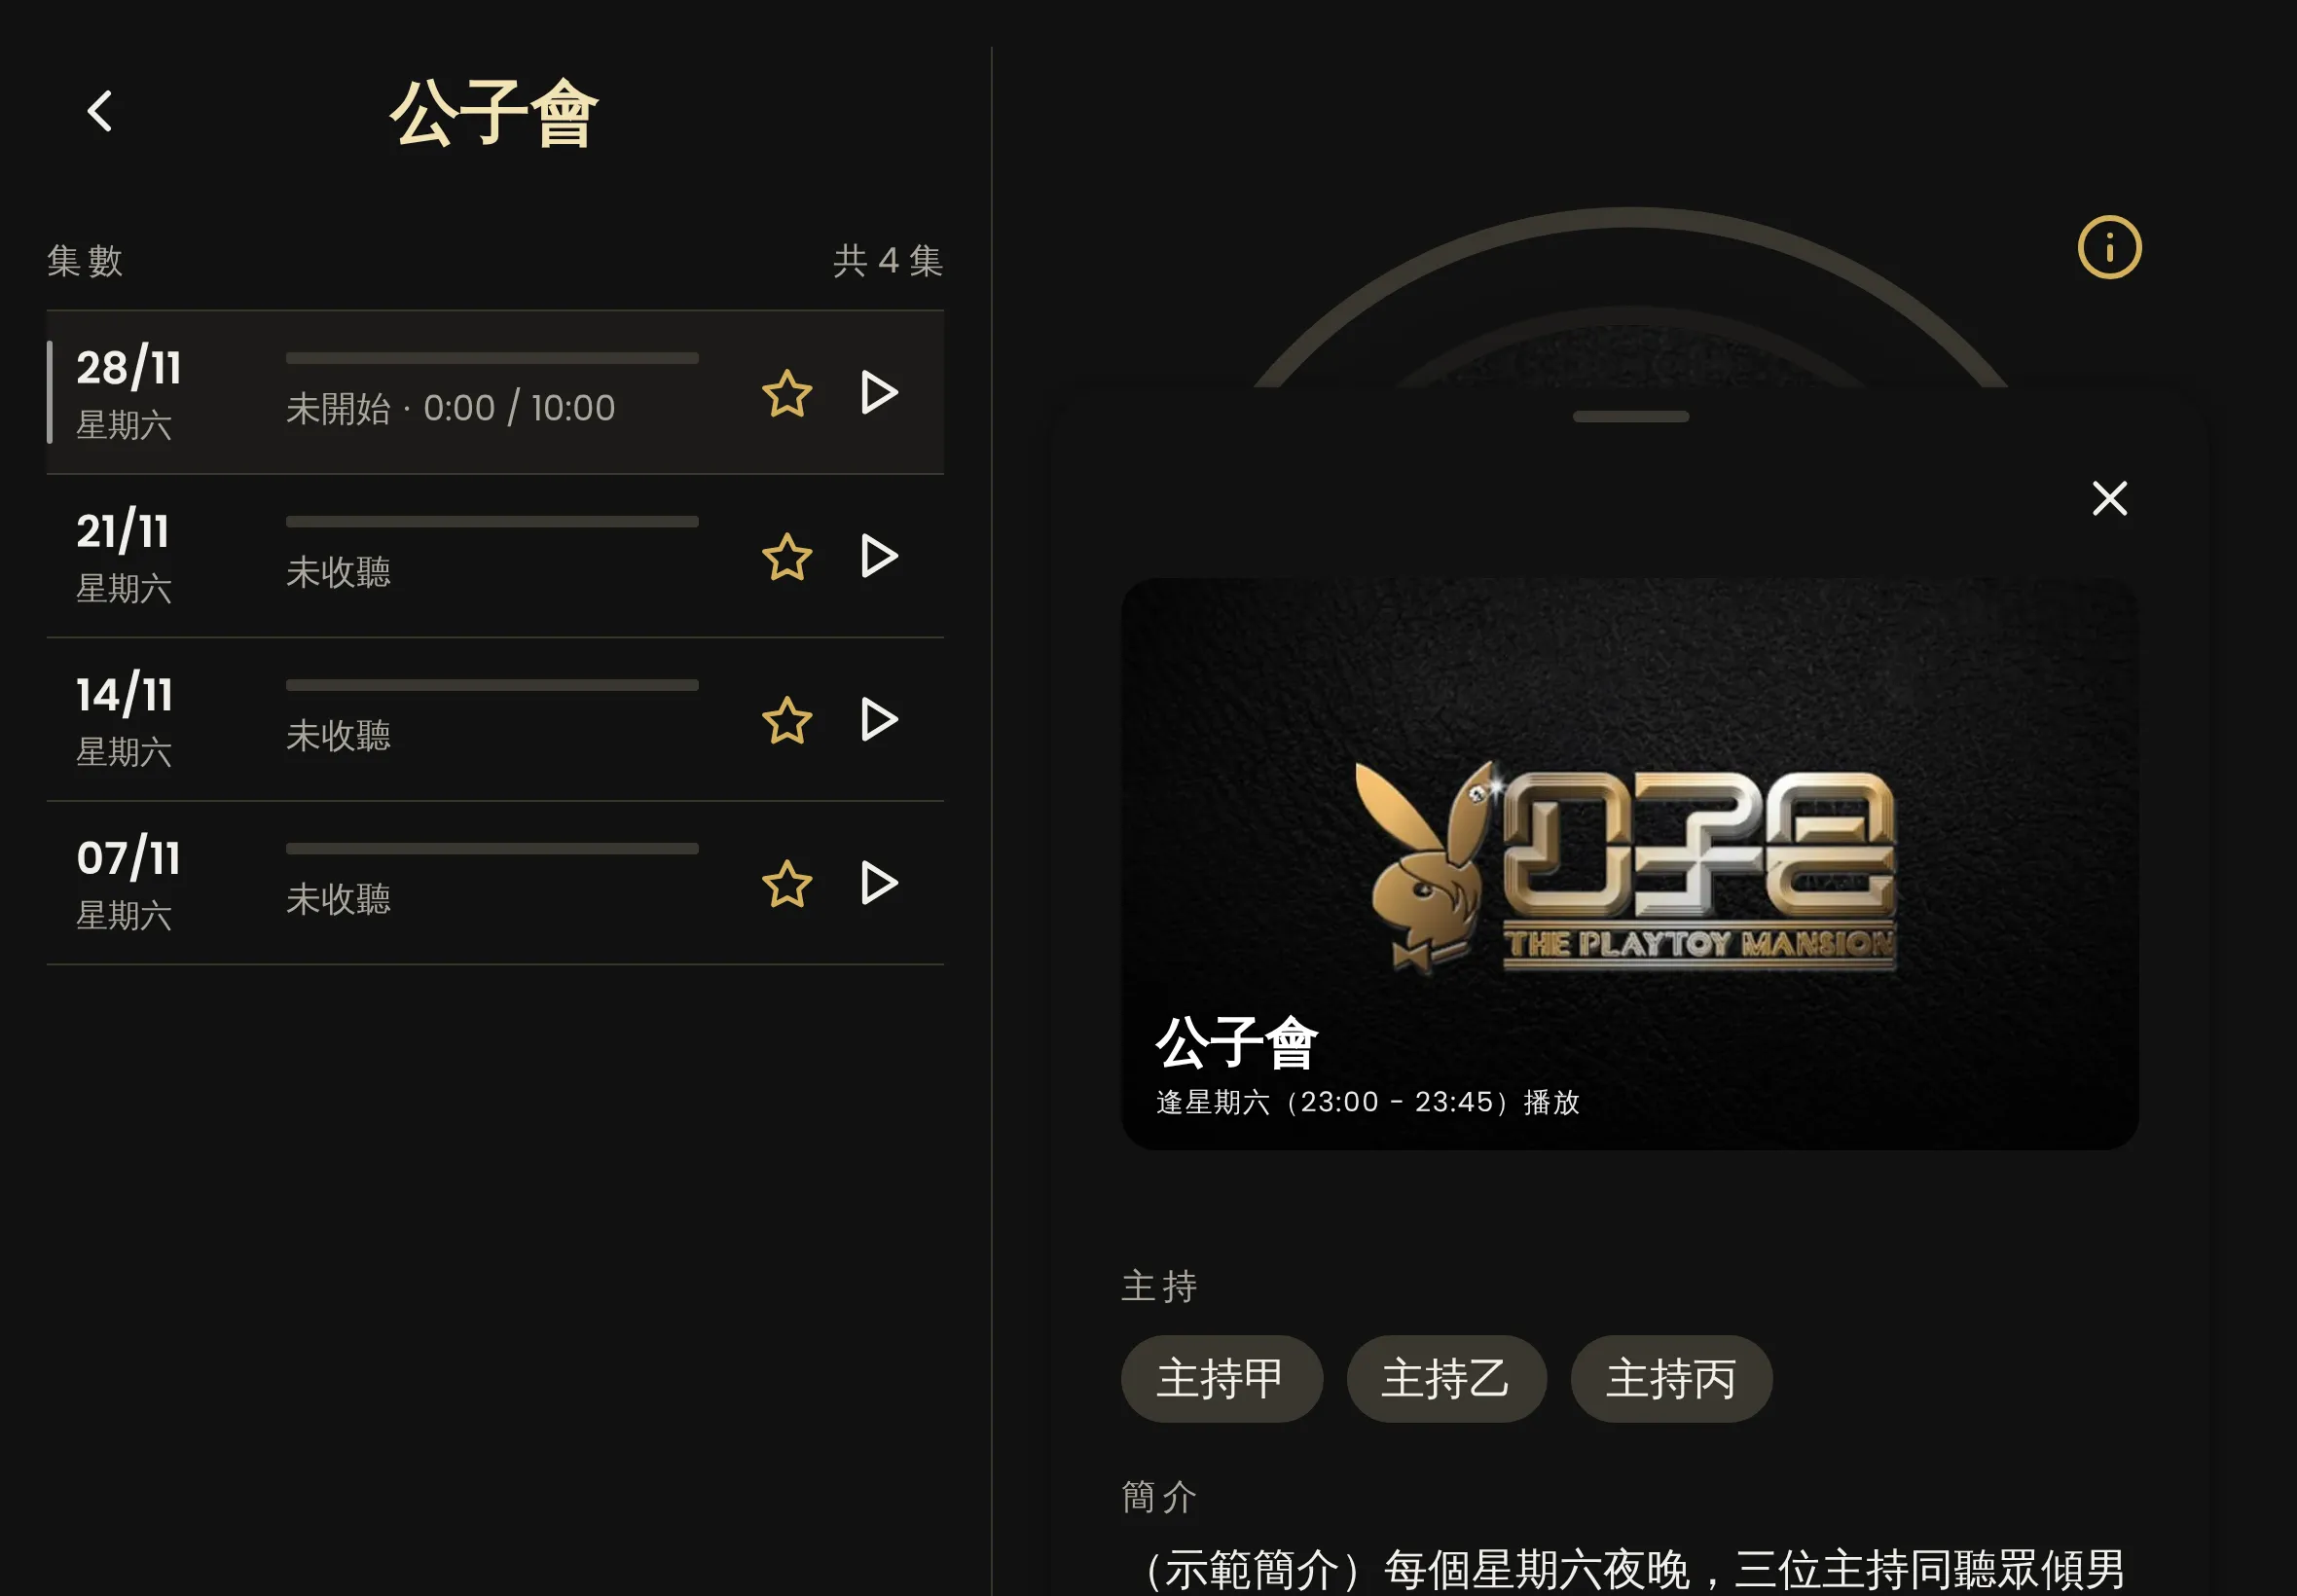 公子會
集數
共 4 集
28/11
星期六
未開始 · 0:00 / 10:00
21/11
星期六
未收聽
14/11
星期六
未收聽
07/11
星期六
未收聽
公子會
THE PLAYTOY MANSION
公子會
逢星期六（23:00 - 23:45）播放
主持
主持甲
主持乙
主持丙
簡介
（示範簡介）每個星期六夜晚，三位主持同聽眾傾男